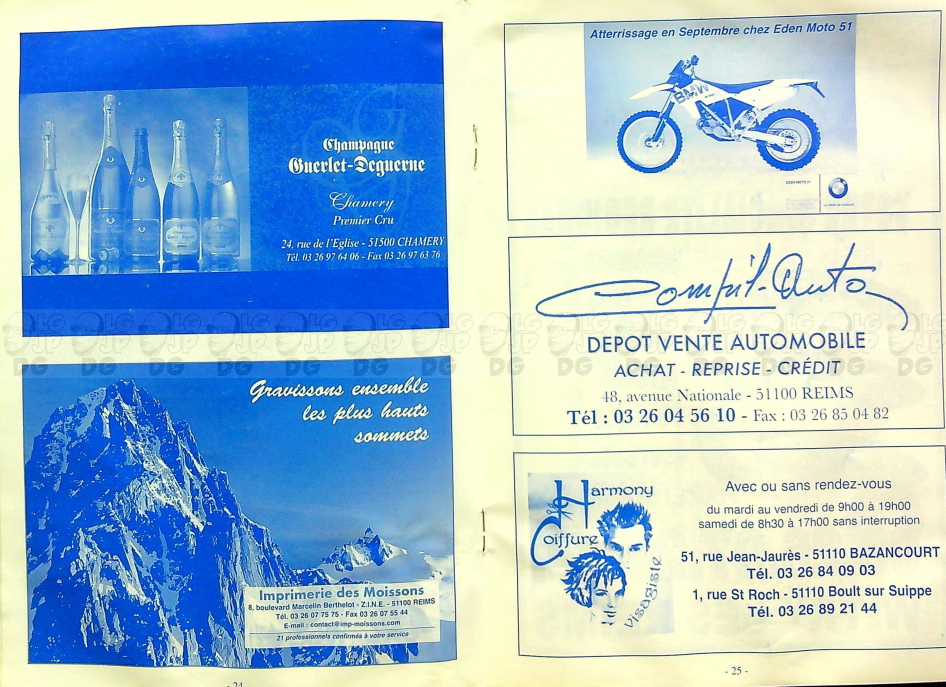 Champagne
Guerlet-Deguerne
Chamery
Premier Cru
24, rue de l'Eglise - 51500 CHAMERY
Tél. 03 26 97 64 06 - Fax 03 26 97 63 76
Gravissons ensemble
les plus hauts
sommets
Imprimerie des Moissons
8, boulevard Marcelin Berthelot - Z.I.N.E. - 51100 REIMS
Tél. 03 26 07 75 75 - Fax 03 26 07 55 44
E-mail : contact@imp-moissons.com
21 professionnels confirmés à votre service
- 24
Atterrissage en Septembre chez Eden Moto 51
BMW
EDEN MOTO 51
Compil-Auto
DEPOT VENTE AUTOMOBILE
ACHAT - REPRISE - CRÉDIT
48, avenue Nationale - 51100 REIMS
Tél : 03 26 04 56 10 - Fax : 03 26 85 04 82
Harmony
Coiffure
visagiste
Avec ou sans rendez-vous
du mardi au vendredi de 9h00 à 19h00
samedi de 8h30 à 17h00 sans interruption
51, rue Jean-Jaurès - 51110 BAZANCOURT
Tél. 03 26 84 09 03
1, rue St Roch - 51110 Boult sur Suippe
Tél. 03 26 89 21 44
- 25 -